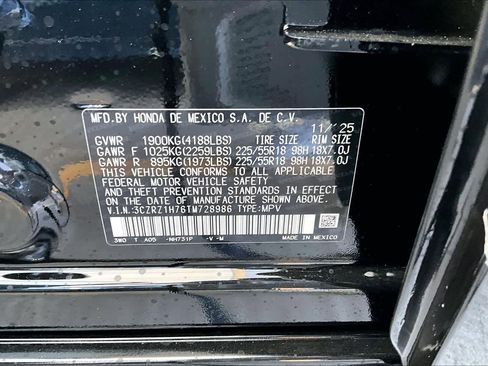 MFD.BY HONDA DE MEXICO S.A. DE C.V.
11/'25
GVWR 1900KG(4188LBS) TIRE SIZE RIM SIZE
GAWR F 1025KG(2259LBS) 225/55R18 98H 18X7.0J
GAWR R 895KG(1973LBS) 225/55R18 98H 18X7.0J
THIS VEHICLE CONFORMS TO ALL APPLICABLE
FEDERAL MOTOR VEHICLE SAFETY
AND THEFT PREVENTION STANDARDS IN EFFECT
ON THE DATE OF MANUFACTURE SHOWN ABOVE.
V.I.N.:3CZRZ1H76TM728986 TYPE:MPV
3W0 T A05 -NH731P -V-M MADE IN MEXICO